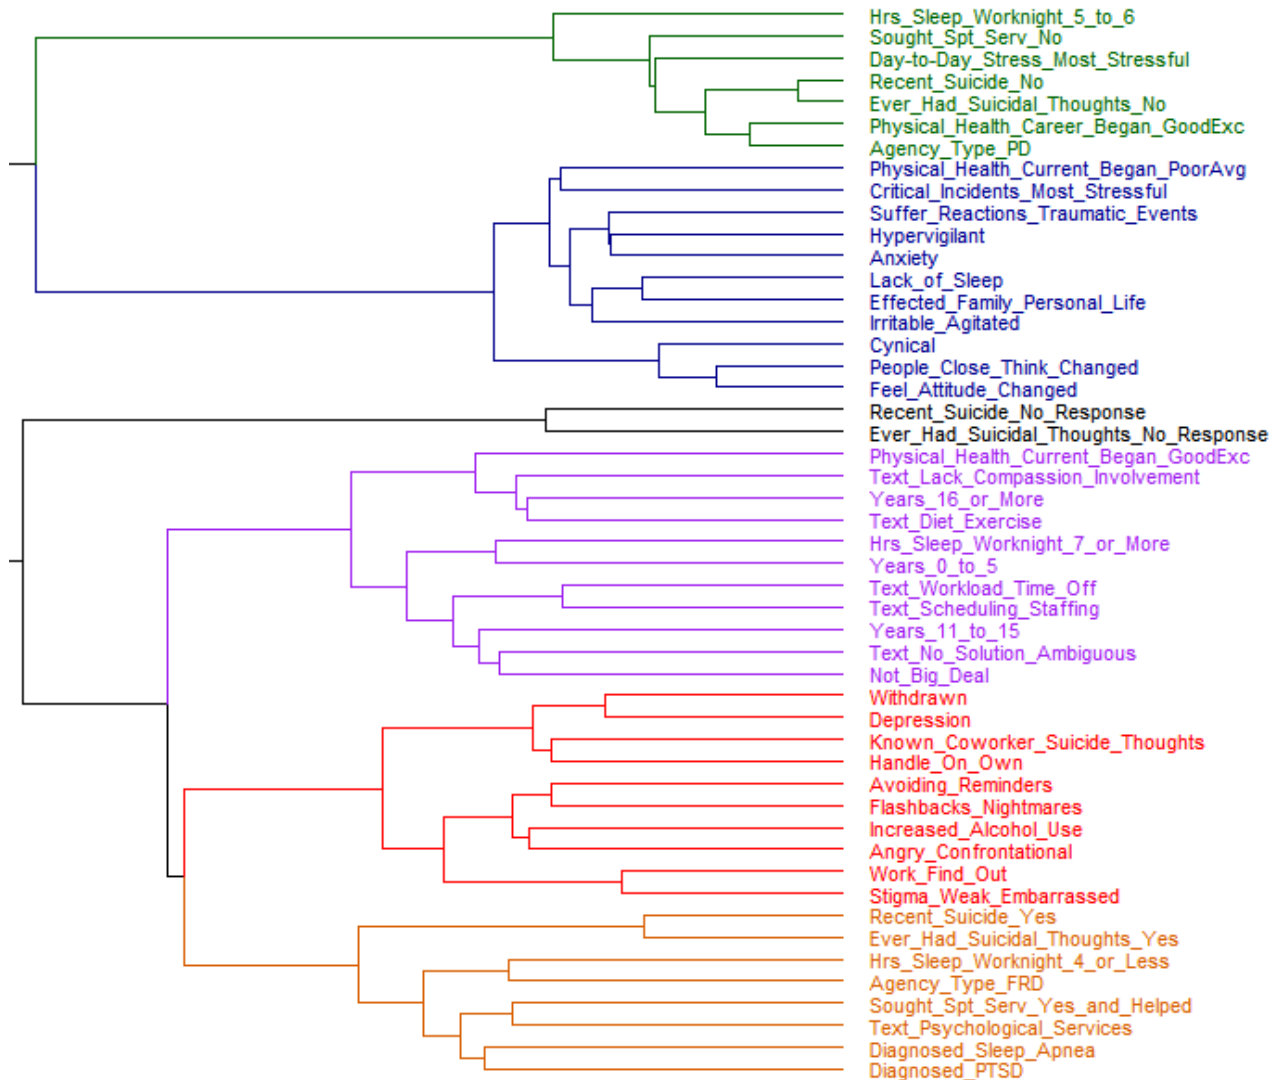 Hrs_Sleep_Worknight_5_to_6
Sought_Spt_Serv_No
Day-to-Day_Stress_Most_Stressful
Recent_Suicide_No
Ever_Had_Suicidal_Thoughts_No
Physical_Health_Career_Began_GoodExc
Agency_Type_PD
Physical_Health_Current_Began_PoorAvg
Critical_Incidents_Most_Stressful
Suffer_Reactions_Traumatic_Events
Hypervigilant
Anxiety
Lack_of_Sleep
Effected_Family_Personal_Life
Irritable_Agitated
Cynical
People_Close_Think_Changed
Feel_Attitude_Changed
Recent_Suicide_No_Response
Ever_Had_Suicidal_Thoughts_No_Response
Physical_Health_Current_Began_GoodExc
Text_Lack_Compassion_Involvement
Years_16_or_More
Text_Diet_Exercise
Hrs_Sleep_Worknight_7_or_More
Years_0_to_5
Text_Workload_Time_Off
Text_Scheduling_Staffing
Years_11_to_15
Text_No_Solution_Ambiguous
Not_Big_Deal
Withdrawn
Depression
Known_Coworker_Suicide_Thoughts
Handle_On_Own
Avoiding_Reminders
Flashbacks_Nightmares
Increased_Alcohol_Use
Angry_Confrontational
Work_Find_Out
Stigma_Weak_Embarrassed
Recent_Suicide_Yes
Ever_Had_Suicidal_Thoughts_Yes
Hrs_Sleep_Worknight_4_or_Less
Agency_Type_FRD
Sought_Spt_Serv_Yes_and_Helped
Text_Psychological_Services
Diagnosed_Sleep_Apnea
Diagnosed_PTSD